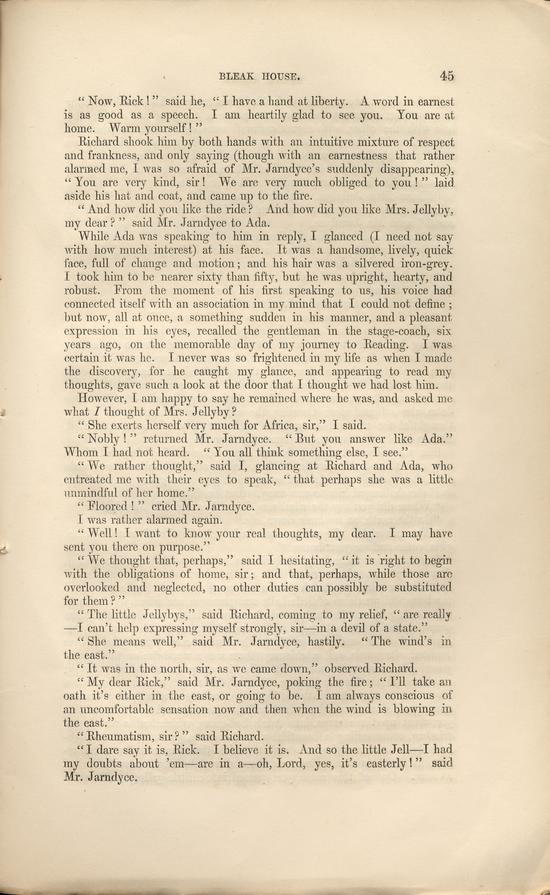 BLEAK HOUSE. 45
“ Now, Rick ! ” said he, “ I have a hand at liberty. A word in earnest
is as good as a speech. I am heartily glad to see you. You are at
home. Warm yourself ! ”
Richard shook him by both hands with an intuitive mixture of respect
and frankness, and only saying (though with an earnestness that rather
alarmed me, I was so afraid of Mr. Jarndyce’s suddenly disappearing),
“ You are very kind, sir ! We are very much obliged to you ! ” laid
aside his hat and coat, and came up to the fire.
“ And how did you like the ride ? And how did you like Mrs. Jellyby,
my dear ? ” said Mr. Jarndyce to Ada.
While Ada was speaking to him in reply, I glanced (I need not say
with how much interest) at his face. It was a handsome, lively, quick
face, full of change and motion ; and his hair was a silvered iron-grey.
I took him to be nearer sixty than fifty, but he was upright, hearty, and
robust. From the moment of his first speaking to us, his voice had
connected itself with an association in my mind that I could not define ;
but now, all at once, a something sudden in his manner, and a pleasant
expression in his eyes, recalled the gentleman in the stage-coach, six
years ago, on the memorable day of my journey to Reading. I was
certain it was he. I never was so frightened in my life as when I made
the discovery, for he caught my glance, and appearing to read my
thoughts, gave such a look at the door that I thought we had lost him.
However, I am happy to say he remained where he was, and asked me
what I thought of Mrs. Jellyby ?
“ She exerts herself very much for Africa, sir,” I said.
“ Nobly ! ” returned Mr. Jarndyce. “ But you answer like Ada.”
Whom I had not heard. “ You all think something else, I see.”
“ We rather thought,” said I, glancing at Richard and Ada, who
entreated me with their eyes to speak, “ that perhaps she was a little
unmindful of her home.”
“ Floored ! ” cried Mr. Jarndyce.
I was rather alarmed again.
“ Well ! I want to know your real thoughts, my dear. I may have
sent you there on purpose.”
“ We thought that, perhaps,” said I hesitating, “ it is right to begin
with the obligations of home, sir ; and that, perhaps, while those are
overlooked and neglected, no other duties can possibly be substituted
for them ? ”
“ The little Jellybys,” said Richard, coming to my relief, “ are really
—I can’t help expressing myself strongly, sir—in a devil of a state.”
“ She means well,” said Mr. Jarndyce, hastily. “ The wind’s in
the east.”
“ It was in the north, sir, as we came down,” observed Richard.
“ My dear Rick,” said Mr. Jarndyce, poking the fire ; “ I’ll take an
oath it’s either in the east, or going to be. I am always conscious of
an uncomfortable sensation now and then when the wind is blowing in
the east.”
“ Rheumatism, sir ? ” said Richard.
“ I dare say it is, Rick. I believe it is. And so the little Jell—I had
my doubts about ’em—are in a—oh, Lord, yes, it’s easterly ! ” said
Mr. Jarndyce.